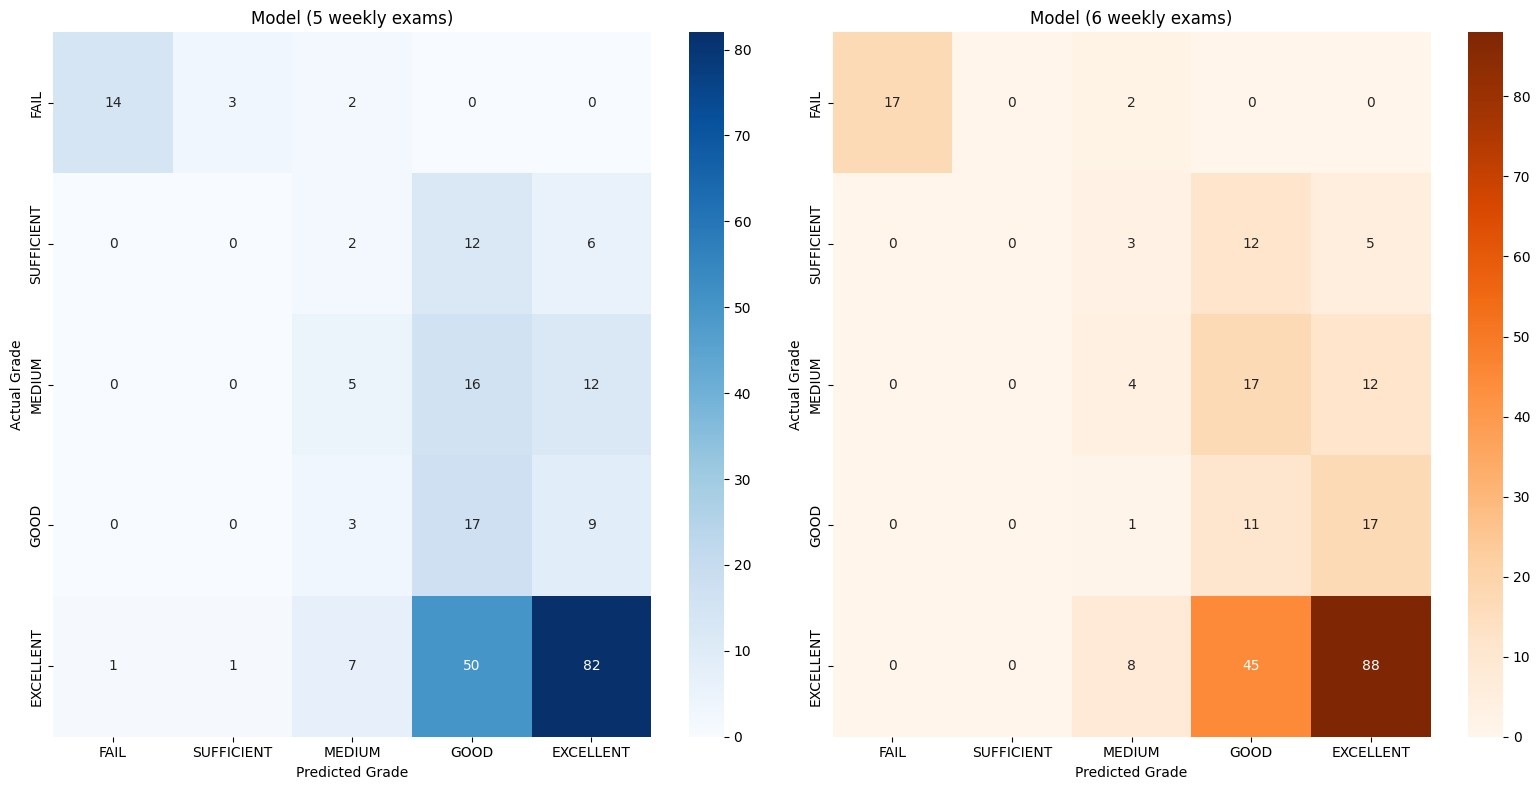 Model (5 weekly exams)
Actual Grade
FAIL
14 3 2 0 0
SUFFICIENT
0 0 2 12 6
MEDIUM
0 0 5 16 12
GOOD
0 0 3 17 9
EXCELLENT
1 1 7 50 82
FAIL SUFFICIENT MEDIUM GOOD EXCELLENT
Predicted Grade
80
70
60
50
40
30
20
10
0
Model (6 weekly exams)
Actual Grade
FAIL
17 0 2 0 0
SUFFICIENT
0 0 3 12 5
MEDIUM
0 0 4 17 12
GOOD
0 0 1 11 17
EXCELLENT
0 0 8 45 88
FAIL SUFFICIENT MEDIUM GOOD EXCELLENT
Predicted Grade
80
70
60
50
40
30
20
10
0